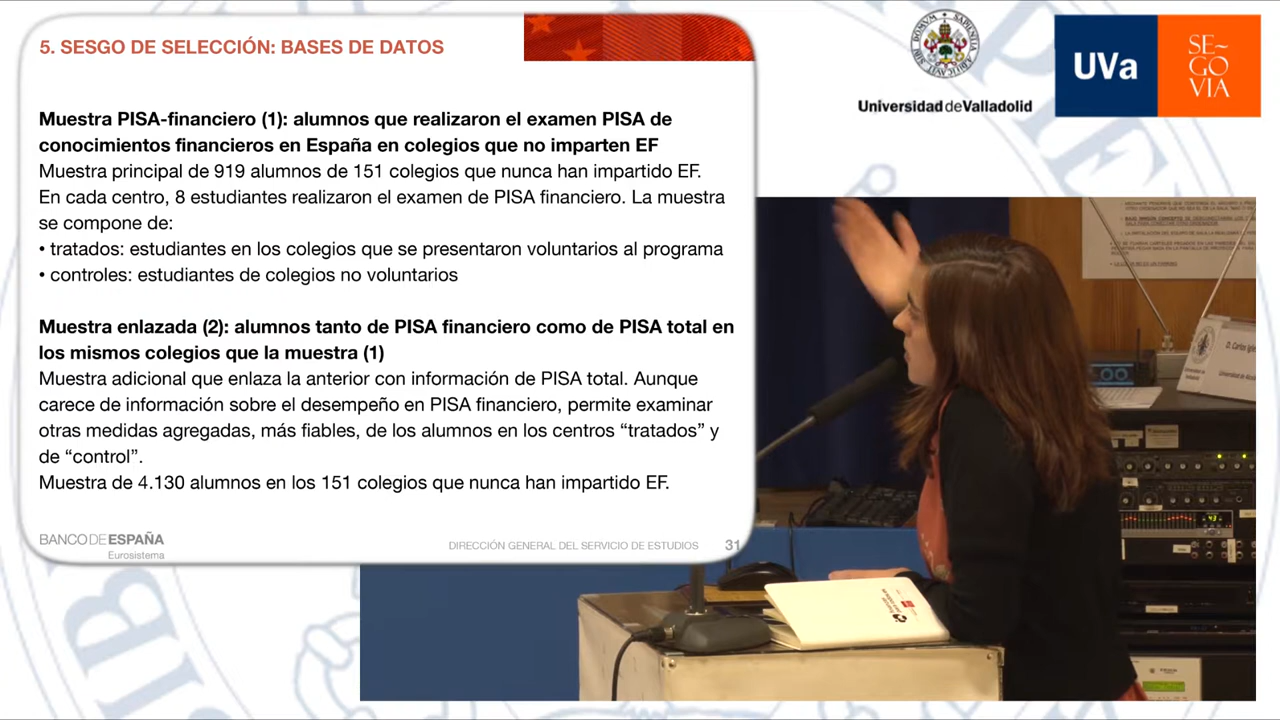 5. SESGO DE SELECCIÓN: BASES DE DATOS
Muestra PISA-financiero (1): alumnos que realizaron el examen PISA de
conocimientos financieros en España en colegios que no imparten EF
Muestra principal de 919 alumnos de 151 colegios que nunca han impartido EF.
En cada centro, 8 estudiantes realizaron el examen de PISA financiero. La muestra
se compone de:
• tratados: estudiantes en los colegios que se presentaron voluntarios al programa
• controles: estudiantes de colegios no voluntarios
Muestra enlazada (2): alumnos tanto de PISA financiero como de PISA total en
los mismos colegios que la muestra (1)
Muestra adicional que enlaza la anterior con información de PISA total. Aunque
carece de información sobre el desempeño en PISA financiero, permite examinar
otras medidas agregadas, más fiables, de los alumnos en los centros “tratados” y
de “control”.
Muestra de 4.130 alumnos en los 151 colegios que nunca han impartido EF.
BANCO DE ESPAÑA
Eurosistema
DIRECCIÓN GENERAL DEL SERVICIO DE ESTUDIOS
31
Universidad de Valladolid
UVa
SE~
GO
VIA
D. Carlos
43